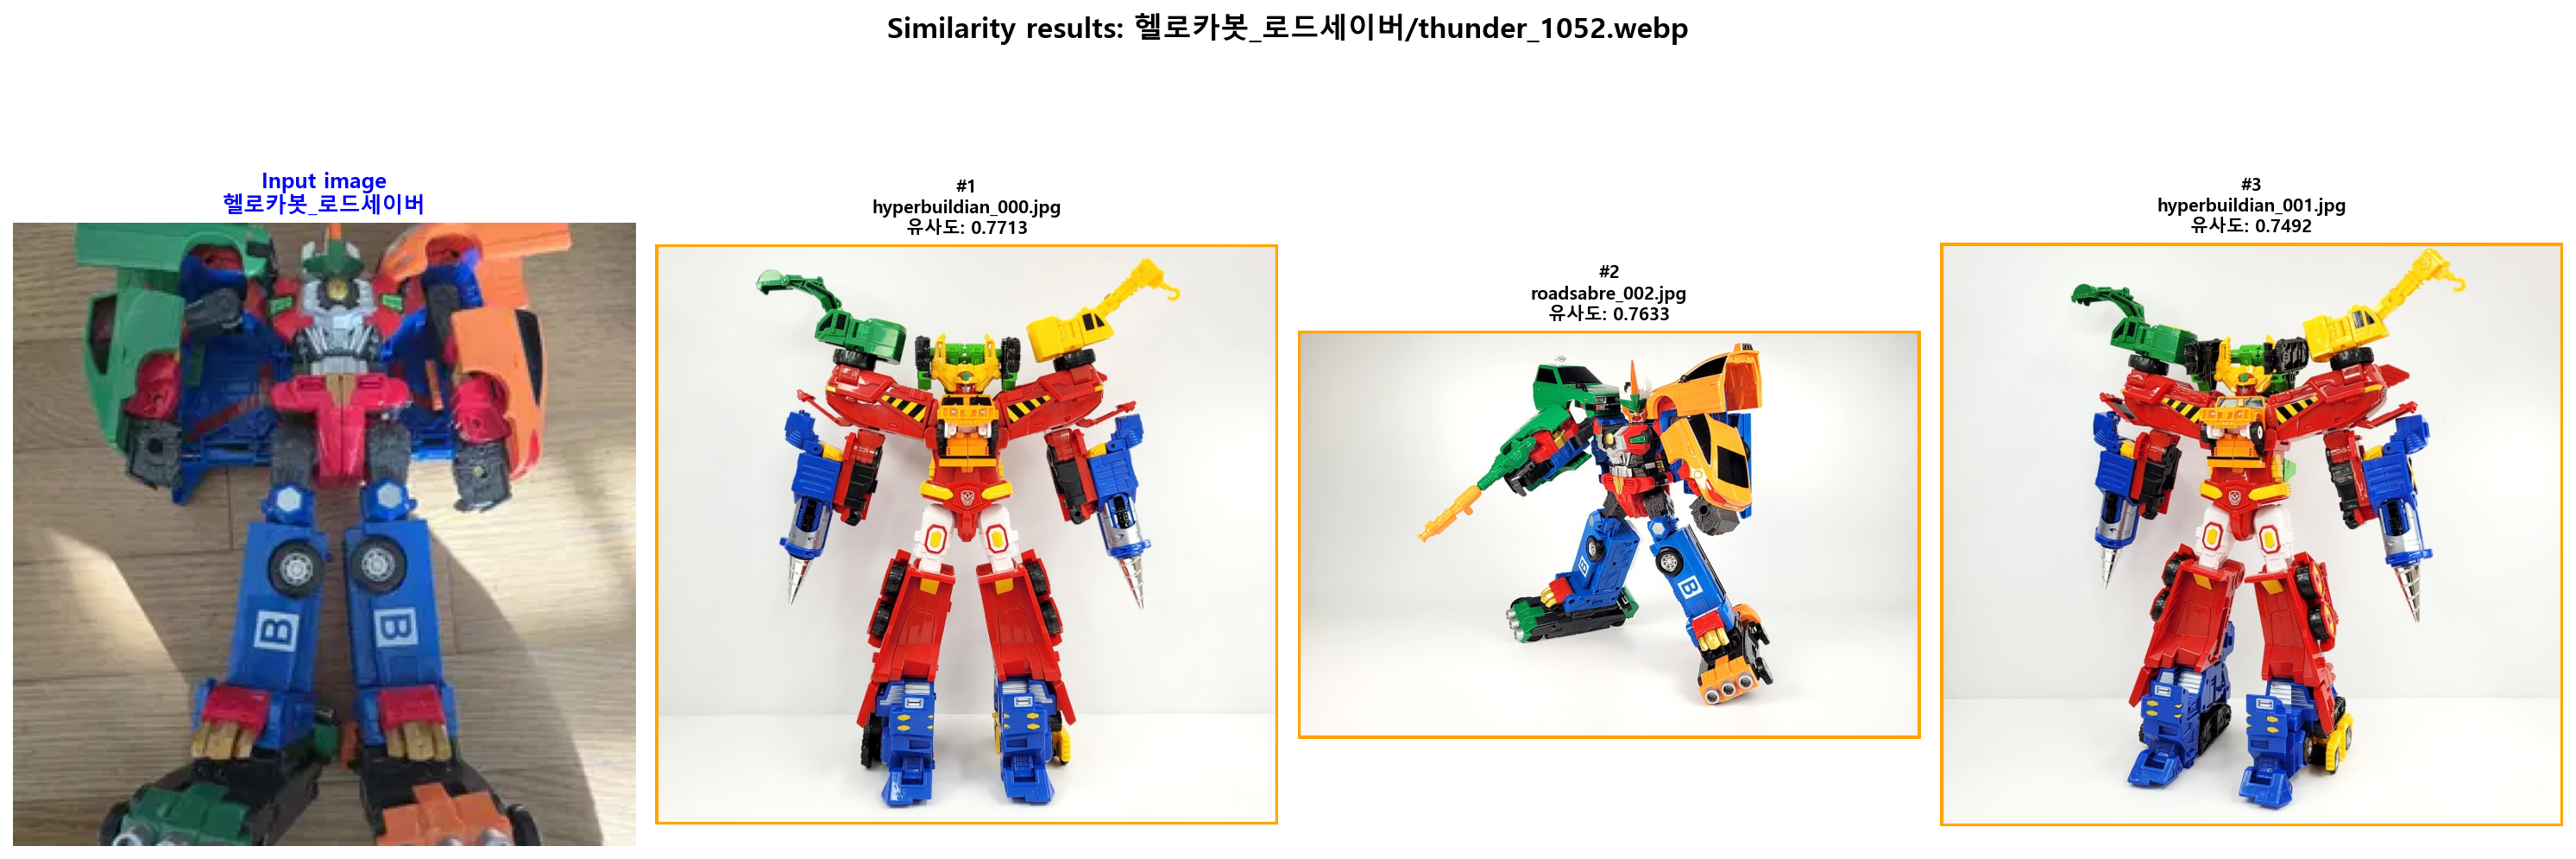 Similarity results: 헬로카봇_로드세이버/thunder_1052.webp
Input image
헬로카봇_로드세이버
#1
hyperbuildian_000.jpg
유사도: 0.7713
#2
roadsabre_002.jpg
유사도: 0.7633
#3
hyperbuildian_001.jpg
유사도: 0.7492
B
B
B
B